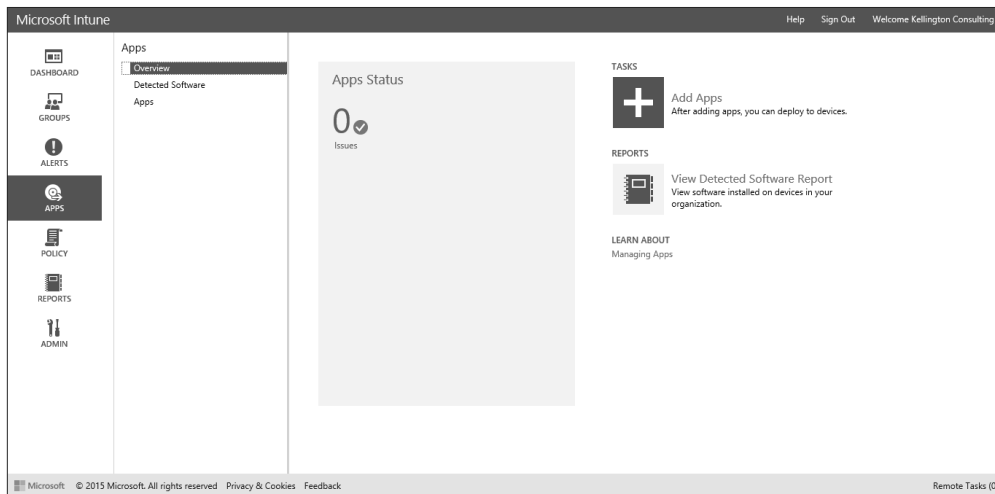 Microsoft Intune
Help Sign Out Welcome Kellington Consulting
DASHBOARD
GROUPS
ALERTS
APPS
POLICY
REPORTS
ADMIN
Apps
Overview
Detected Software
Apps
Apps Status
0
Issues
TASKS
Add Apps
After adding apps, you can deploy to devices.
REPORTS
View Detected Software Report
View software installed on devices in your
organization.
LEARN ABOUT
Managing Apps
Microsoft © 2015 Microsoft. All rights reserved Privacy & Cookies Feedback
Remote Tasks (0